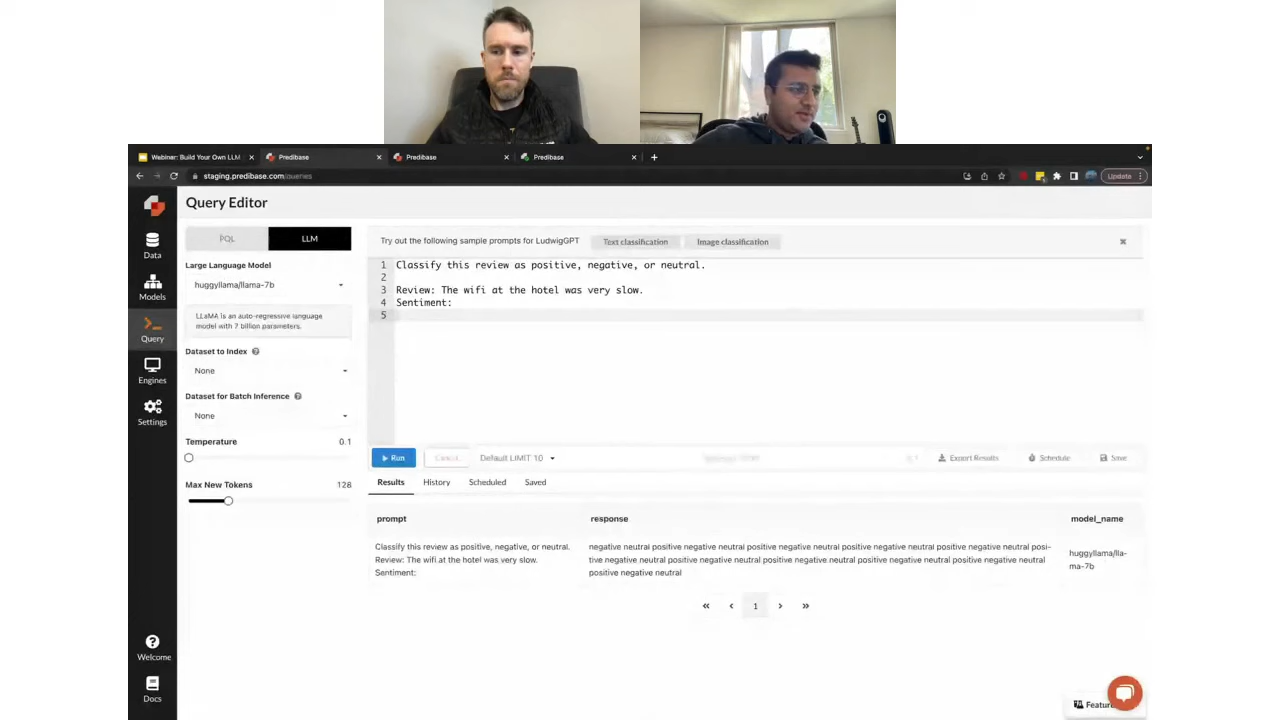 Webinar: Build Your Own LLM
Predibase
Predibase
Predibase
staging.predibase.com/queries
Update
Query Editor
Data
Models
Query
Engines
Settings
Welcome
Docs
PQL
LLM
Large Language Model
huggyllama/llama-7b
LLaMA is an auto-regressive language
model with 7 billion parameters.
Dataset to Index
None
Dataset for Batch Inference
None
Temperature 0.1
Max New Tokens 128
Try out the following sample prompts for LudwigGPT Text classification Image classification
1 Classify this review as positive, negative, or neutral.
2
3 Review: The wifi at the hotel was very slow.
4 Sentiment:
5
Run Cancel Default LIMIT 10 Export Results Schedule Save
Results History Scheduled Saved
prompt response model_name
Classify this review as positive, negative, or neutral.
Review: The wifi at the hotel was very slow.
Sentiment:
negative neutral positive negative neutral positive negative neutral positive negative neutral positive negative neutral posi-
tive negative neutral positive negative neutral positive negative neutral positive negative neutral positive negative neutral
positive negative neutral
huggyllama/lla-
ma-7b
1